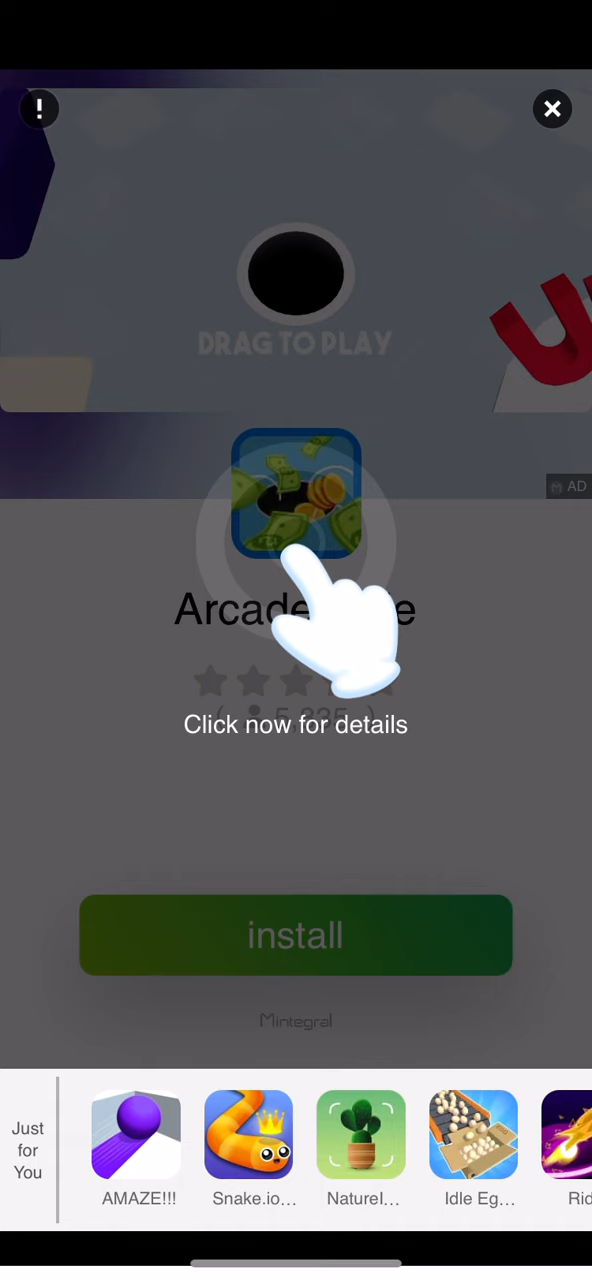 !
DRAG TO PLAY
AD
Click now for details
install
Mintegral
Just
for
You
AMAZE!!!
Snake.io...
NatureI...
Idle Eg...
Rid